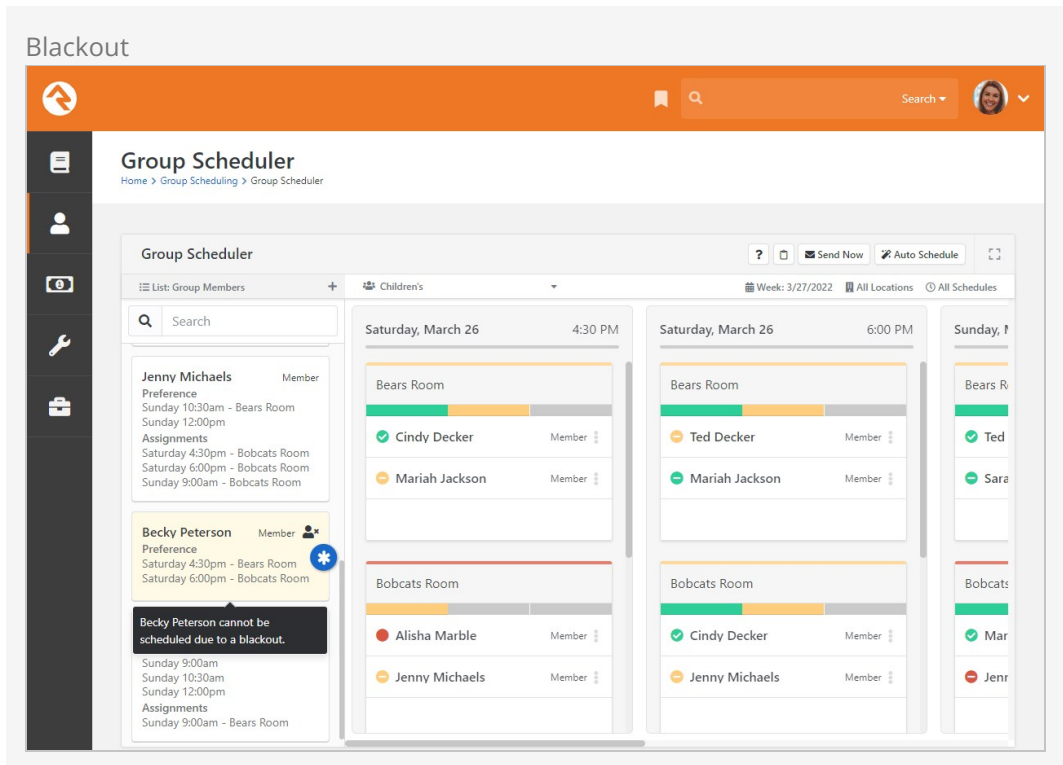 Blackout
Search
Group Scheduler
Home > Group Scheduling > Group Scheduler
Group Scheduler
? Send Now Auto Schedule
List: Group Members +
Children's
Week: 3/27/2022 All Locations All Schedules
Search
Jenny Michaels Member
Preference
Sunday 10:30am - Bears Room
Sunday 12:00pm
Assignments
Saturday 4:30pm - Bobcats Room
Saturday 6:00pm - Bobcats Room
Sunday 9:00am - Bobcats Room
Becky Peterson Member
Preference
Saturday 4:30pm - Bears Room
Saturday 6:00pm - Bobcats Room
Becky Peterson cannot be
scheduled due to a blackout.
Sunday 9:00am
Sunday 10:30am
Sunday 12:00pm
Assignments
Sunday 9:00am - Bears Room
Saturday, March 26 4:30 PM
Bears Room
Cindy Decker Member
Mariah Jackson Member
Bobcats Room
Alisha Marble Member
Jenny Michaels Member
Saturday, March 26 6:00 PM
Bears Room
Ted Decker Member
Mariah Jackson Member
Bobcats Room
Cindy Decker Member
Jenny Michaels Member
Sunday,
Bears
Ted
Sara
Bobcats
Mar
Jenn